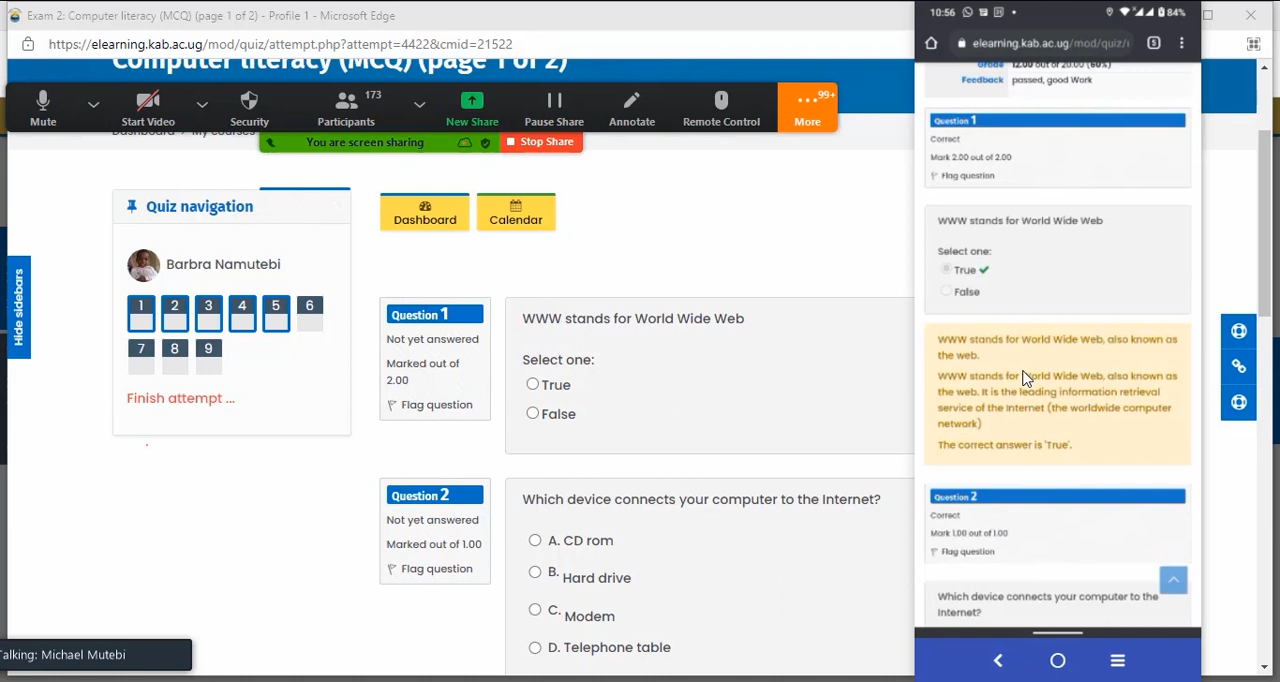 Exam 2: Computer literacy (MCQ) (page 1 of 2) - Profile 1 - Microsoft Edge
https://elearning.kab.ac.ug/mod/quiz/attempt.php?attempt=4422&cmid=21522
Computer literacy (MCQ) (page 1 of 2)
Mute
Start Video
Security
Participants
173
New Share
Pause Share
Annotate
Remote Control
More
99+
Dashboard
My courses
You are screen sharing
Stop Share
Hide sidebars
Quiz navigation
Barbra Namutebi
1 2 3 4 5 6
7 8 9
Finish attempt ...
Dashboard
Calendar
Question 1
Not yet answered
Marked out of
2.00
Flag question
WWW stands for World Wide Web
Select one:
True
False
Question 2
Not yet answered
Marked out of 1.00
Flag question
Which device connects your computer to the Internet?
A. CD rom
B. Hard drive
C. Modem
D. Telephone table
Talking: Michael Mutebi
10:56
84%
elearning.kab.ac.ug/mod/quiz/
5
Grade 12.00 out of 20.00 (60%)
Feedback passed, good Work
Question 1
Correct
Mark 2.00 out of 2.00
Flag question
WWW stands for World Wide Web
Select one:
True
False
WWW stands for World Wide Web, also known as
the web.
WWW stands for World Wide Web, also known as
the web. It is the leading information retrieval
service of the Internet (the worldwide computer
network)
The correct answer is 'True'.
Question 2
Correct
Mark 1.00 out of 1.00
Flag question
Which device connects your computer to the
Internet?